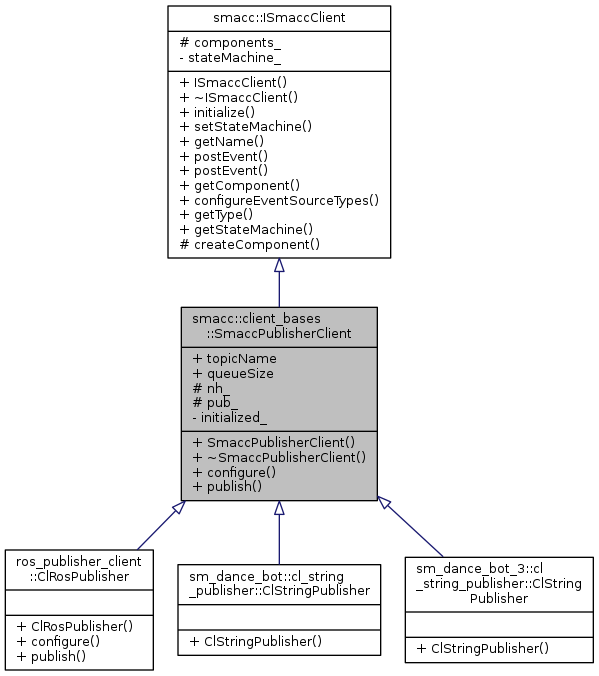 smacc::ISmaccClient
# components_
- stateMachine_
+ ISmaccClient()
+ ~ISmaccClient()
+ initialize()
+ setStateMachine()
+ getName()
+ postEvent()
+ postEvent()
+ getComponent()
+ configureEventSourceTypes()
+ getType()
+ getStateMachine()
# createComponent()
smacc::client_bases
::SmaccPublisherClient
+ topicName
+ queueSize
# nh_
# pub_
- initialized_
+ SmaccPublisherClient()
+ ~SmaccPublisherClient()
+ configure()
+ publish()
ros_publisher_client
::ClRosPublisher
+ ClRosPublisher()
+ configure()
+ publish()
sm_dance_bot::cl_string
_publisher::ClStringPublisher
+ ClStringPublisher()
sm_dance_bot_3::cl
_string_publisher::ClString
Publisher
+ ClStringPublisher()